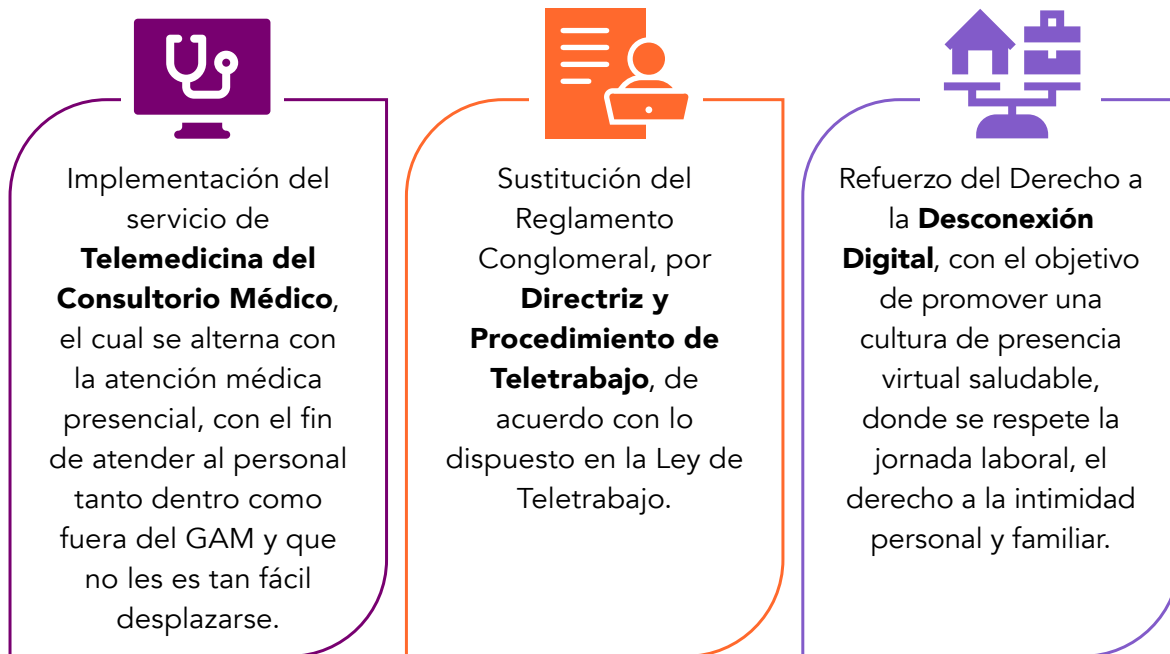 Implementación del
servicio de
Telemedicina del
Consultorio Médico,
el cual se alterna con
la atención médica
presencial, con el fin
de atender al personal
tanto dentro como
fuera del GAM y que
no les es tan fácil
desplazarse.
Sustitución del
Reglamento
Conglomeral, por
Directriz y
Procedimiento de
Teletrabajo, de
acuerdo con lo
dispuesto en la Ley de
Teletrabajo.
Refuerzo del Derecho a
la Desconexión
Digital, con el objetivo
de promover una
cultura de presencia
virtual saludable,
donde se respete la
jornada laboral, el
derecho a la intimidad
personal y familiar.